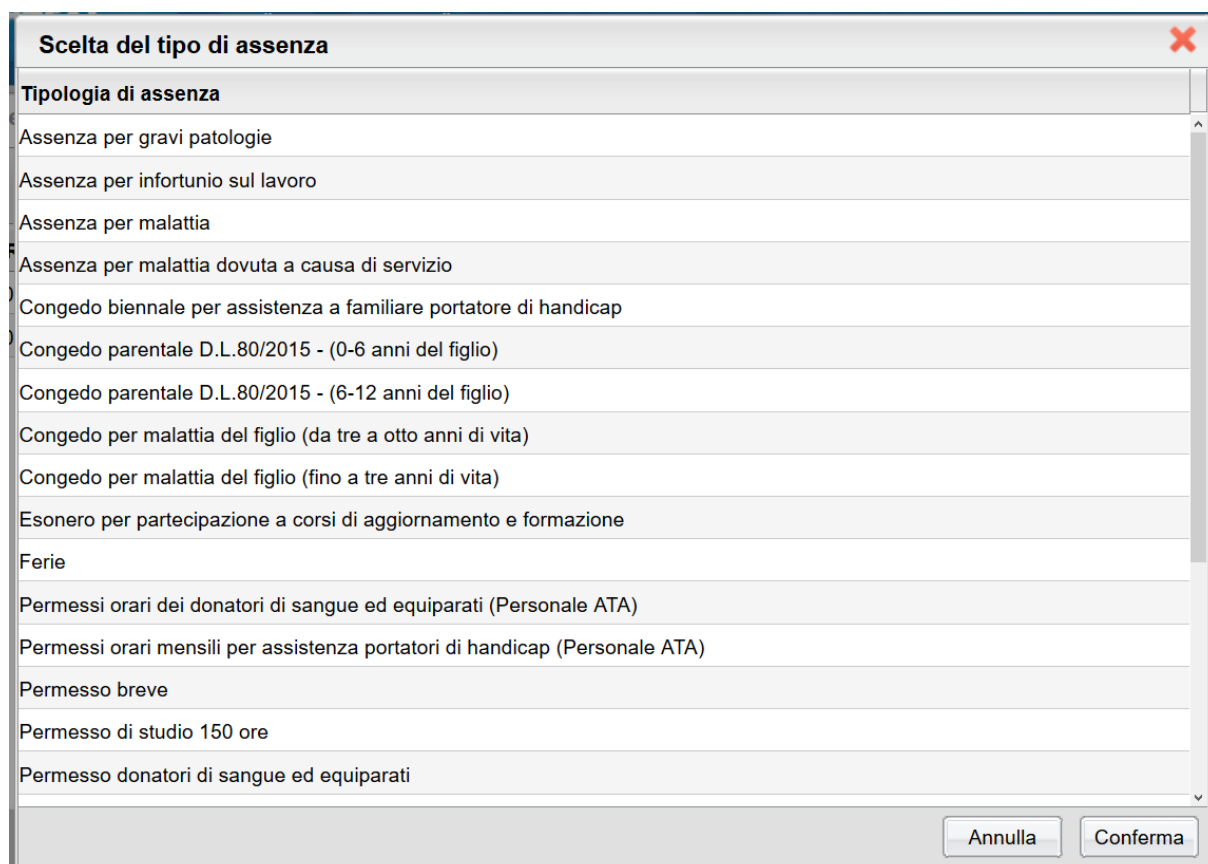 Scelta del tipo di assenza
Tipologia di assenza
Assenza per gravi patologie
Assenza per infortunio sul lavoro
Assenza per malattia
Assenza per malattia dovuta a causa di servizio
Congedo biennale per assistenza a familiare portatore di handicap
Congedo parentale D.L.80/2015 - (0-6 anni del figlio)
Congedo parentale D.L.80/2015 - (6-12 anni del figlio)
Congedo per malattia del figlio (da tre a otto anni di vita)
Congedo per malattia del figlio (fino a tre anni di vita)
Esonero per partecipazione a corsi di aggiornamento e formazione
Ferie
Permessi orari dei donatori di sangue ed equiparati (Personale ATA)
Permessi orari mensili per assistenza portatori di handicap (Personale ATA)
Permesso breve
Permesso di studio 150 ore
Permesso donatori di sangue ed equiparati
Annulla Conferma